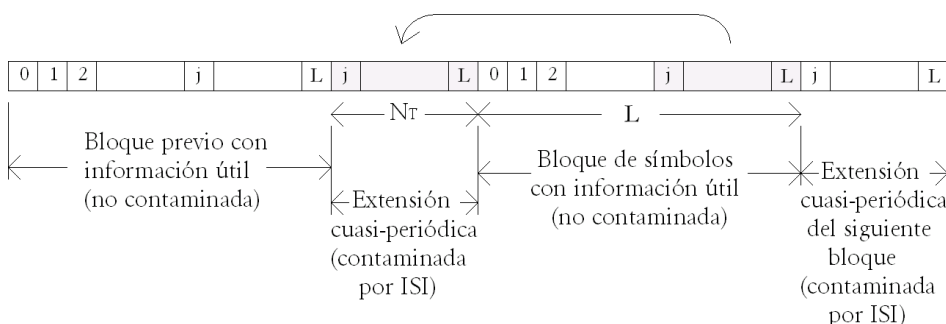 0 1 2 j L j L 0 1 2 j L j L
NT L
Bloque previo con
información útil
(no contaminada)
Extensión
cuasi-periódica
(contaminada
por ISI)
Bloque de símbolos
con información útil
(no contaminada)
Extensión
cuasi-periódica
del siguiente
bloque
(contaminada
por ISI)